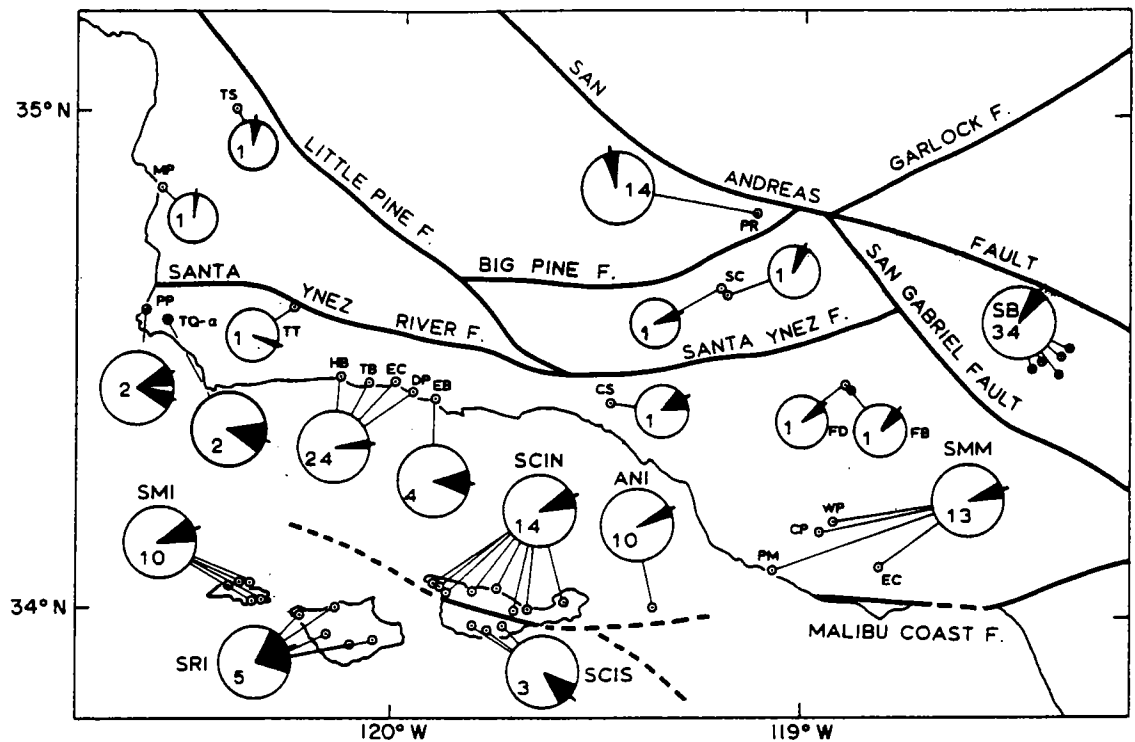 35°N
34°N
120°W
119°W
SAN
ANDREAS
FAULT
GARLOCK F.
LITTLE PINE F.
BIG PINE F.
SANTA
YNEZ
RIVER F.
SANTA YNEZ F.
SAN GABRIEL FAULT
MALIBU COAST F.
TS
1
MP
1
14
PR
SC
1
1
SB
34
PP
2
TQ-α
2
TT
1
HB
TB
EC
DP
EB
24
4
CS
1
FD
1
FB
1
SMM
13
WP
CP
PM
EC
SMI
10
SCIN
14
ANI
10
SRI
5
SCIS
3